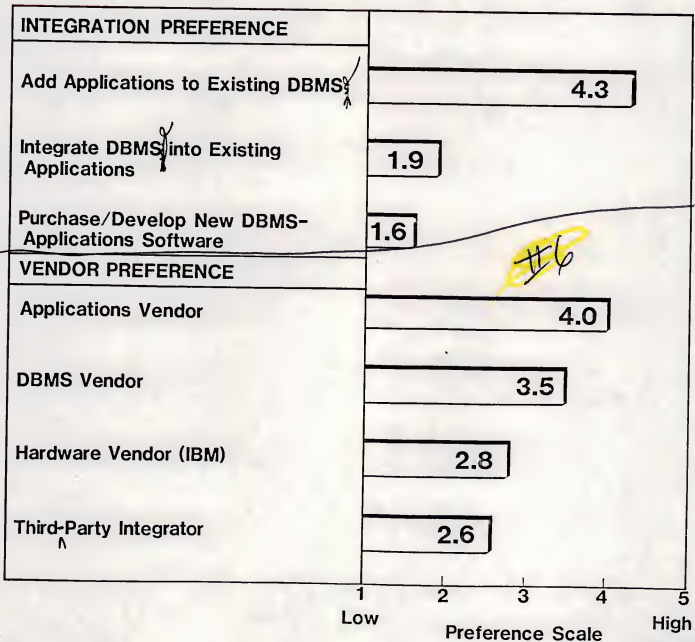 INTEGRATION PREFERENCE
Add Applications to Existing DBMS
4.3
Integrate DBMS into Existing
Applications
1.9
Purchase/Develop New DBMS-
Applications Software
1.6
#6
VENDOR PREFERENCE
Applications Vendor
4.0
DBMS Vendor
3.5
Hardware Vendor (IBM)
2.8
Third-Party Integrator
2.6
1 2 3 4 5
Low High
Preference Scale